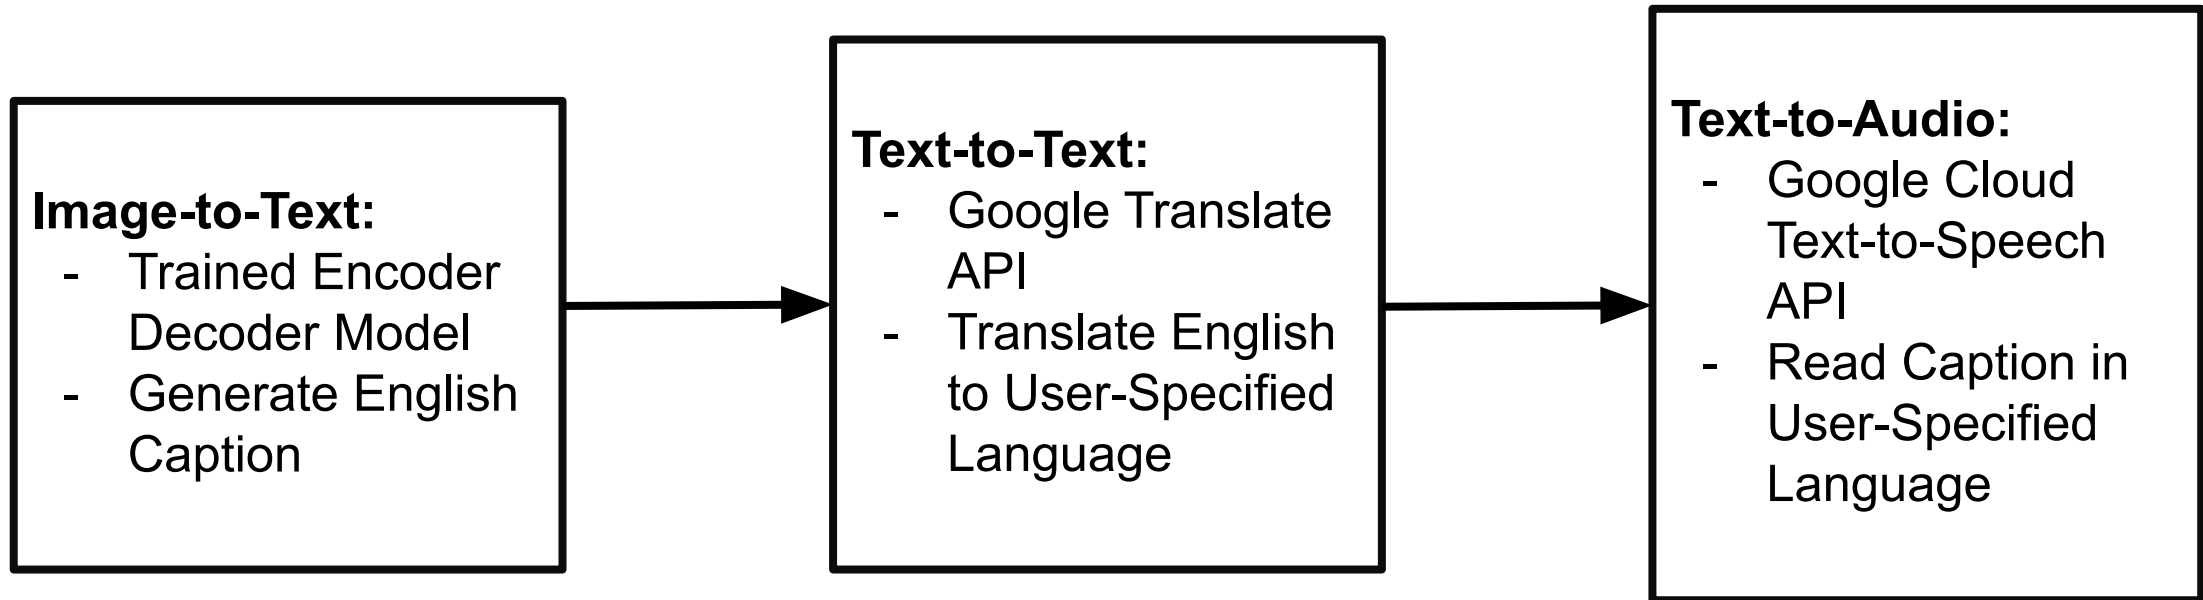 Image-to-Text:
- Trained Encoder
Decoder Model
- Generate English
Caption
Text-to-Text:
- Google Translate
API
- Translate English
to User-Specified
Language
Text-to-Audio:
- Google Cloud
Text-to-Speech
API
- Read Caption in
User-Specified
Language